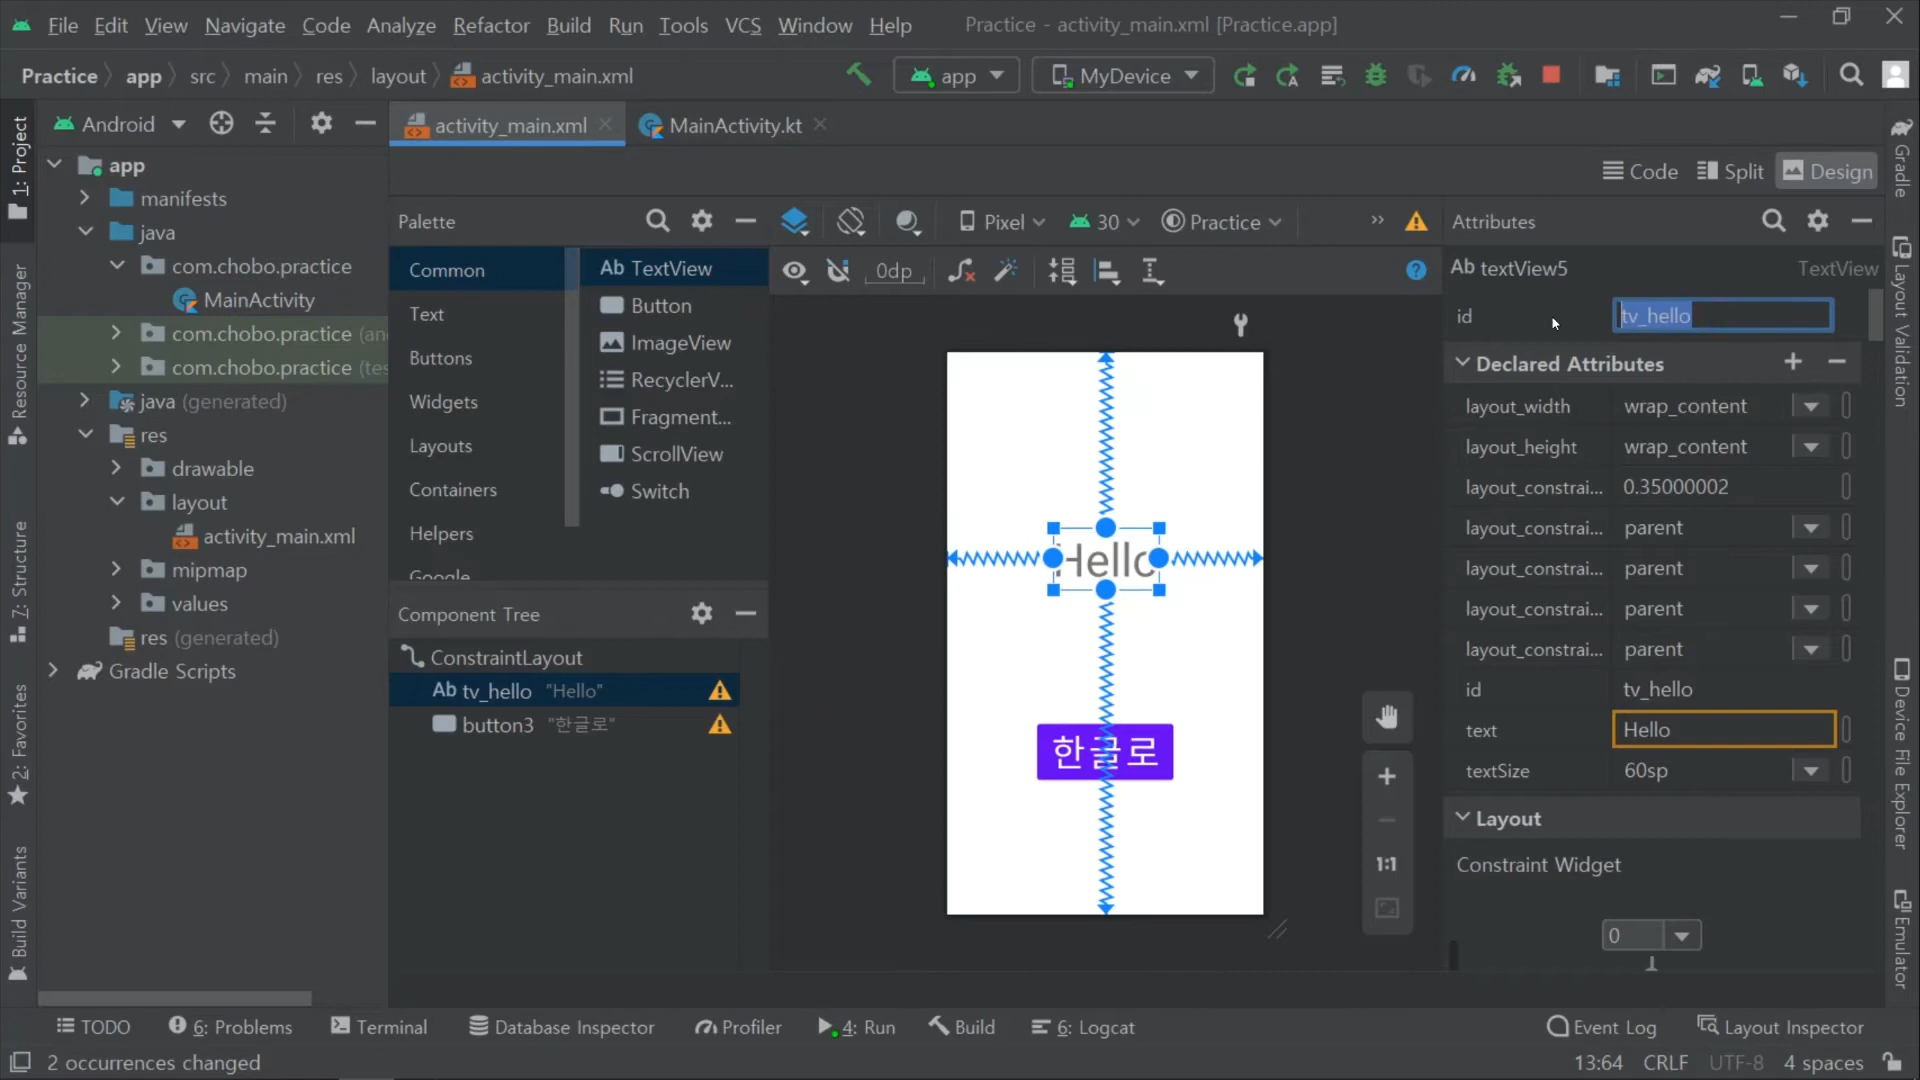 File Edit View Navigate Code Analyze Refactor Build Run Tools VCS Window Help Practice - activity_main.xml [Practice.app]
Practice app src main res layout activity_main.xml app MyDevice
Android activity_main.xml MainActivity.kt
Code Split Design
1: Project
Resource Manager
7: Structure
2: Favorites
Build Variants
app
manifests
java
com.chobo.practice
MainActivity
com.chobo.practice (an
com.chobo.practice (tes
java (generated)
res
drawable
layout
activity_main.xml
mipmap
values
res (generated)
Gradle Scripts
Palette
Common
Text
Buttons
Widgets
Layouts
Containers
Helpers
Google
Ab TextView
Button
ImageView
RecyclerV...
Fragment...
ScrollView
Switch
Component Tree
ConstraintLayout
Ab tv_hello "Hello"
button3 "한글로"
Pixel 30 Practice
0dp
Hello
한글로
1:1
Attributes
Ab textView5 TextView
id tv_hello
Declared Attributes
layout_width wrap_content
layout_height wrap_content
layout_constrai... 0.35000002
layout_constrai... parent
layout_constrai... parent
layout_constrai... parent
layout_constrai... parent
id tv_hello
text Hello
textSize 60sp
Layout
Constraint Widget
0
Gradle
Layout Validation
Device File Explorer
Emulator
TODO 6: Problems Terminal Database Inspector Profiler 4: Run Build 6: Logcat Event Log Layout Inspector
2 occurrences changed 13:64 CRLF UTF-8 4 spaces